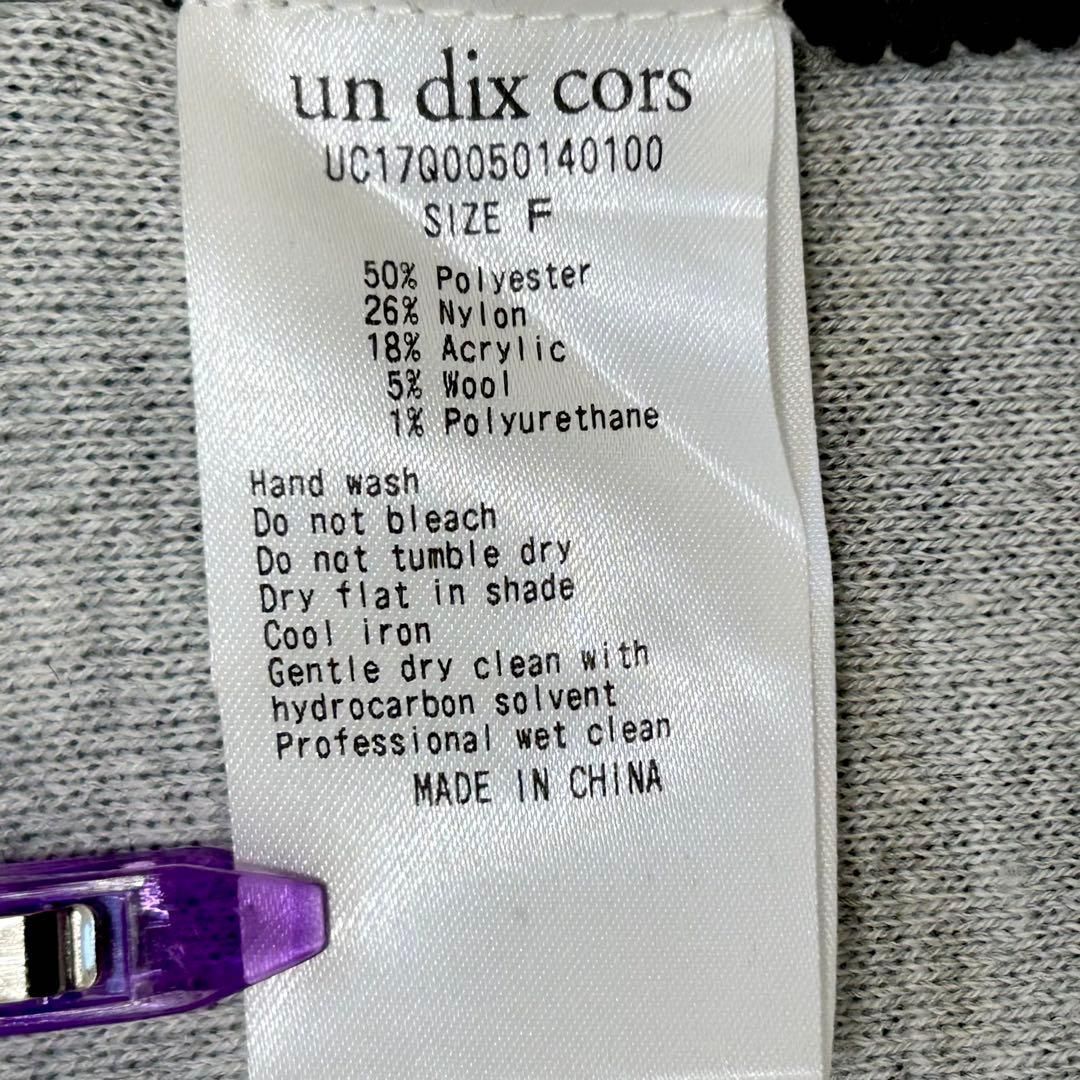 un dix cors
UC17Q0050140100
SIZE F
50% Polyester
26% Nylon
18% Acrylic
5% Wool
1% Polyurethane
Hand wash
Do not bleach
Do not tumble dry
Dry flat in shade
Cool iron
Gentle dry clean with
hydrocarbon solvent
Professional wet clean
MADE IN CHINA